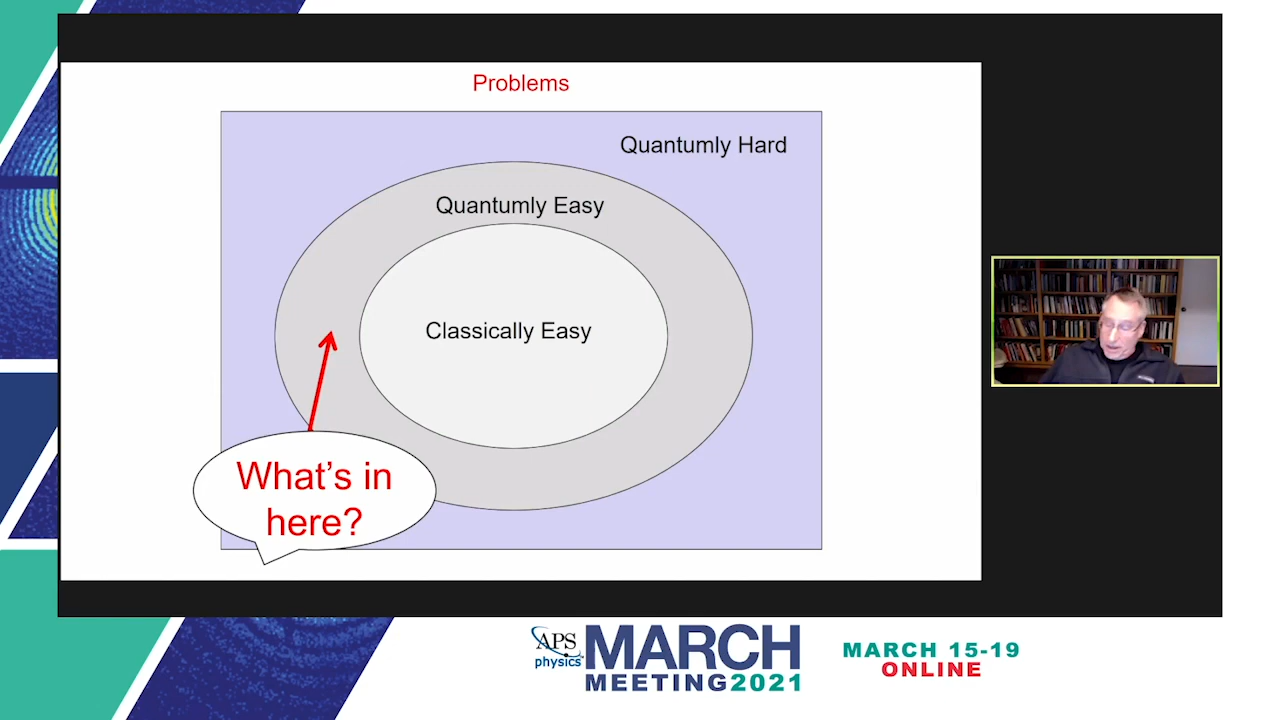 Problems
Quantumly Hard
Quantumly Easy
Classically Easy
What's in
here?
APS
physics
MARCH
MEETING2021
MARCH 15-19
ONLINE